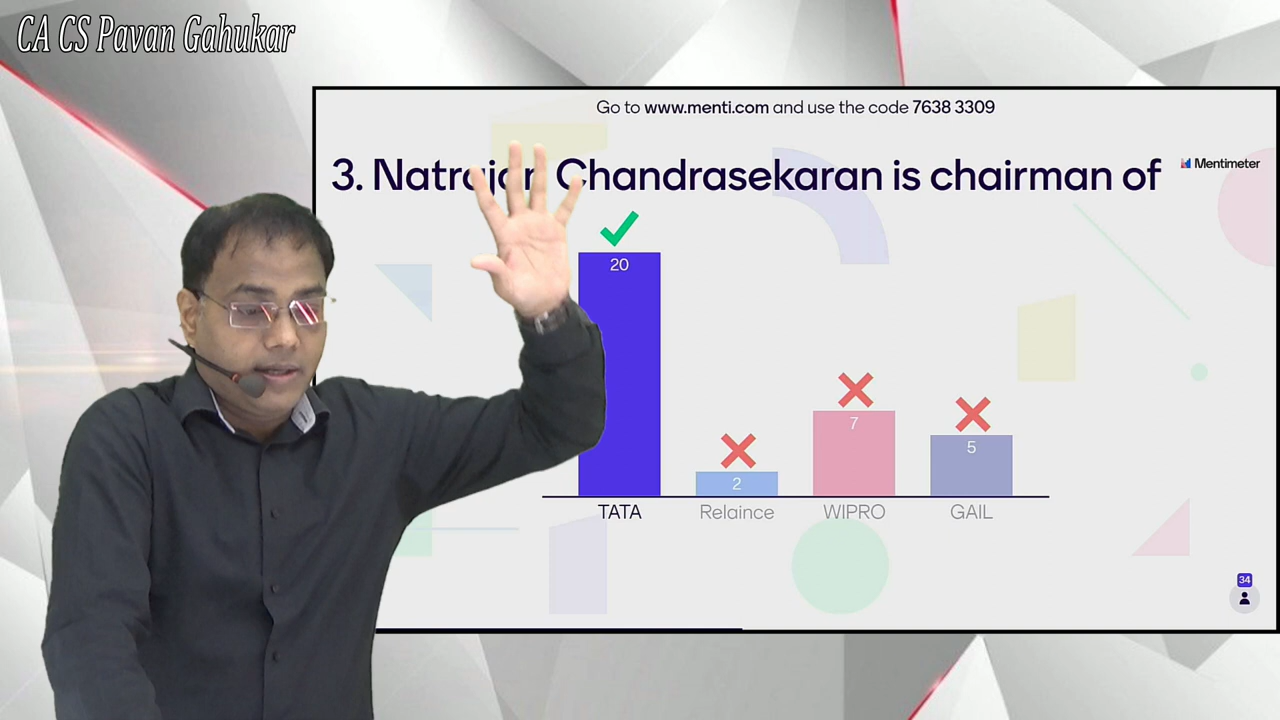 CA CS Pavan Gahukar
Go to www.menti.com and use the code 7638 3309
3. Natrajan Chandrasekaran is chairman of
Mentimeter
20
2
7
5
TATA
Relaince
WIPRO
GAIL
34